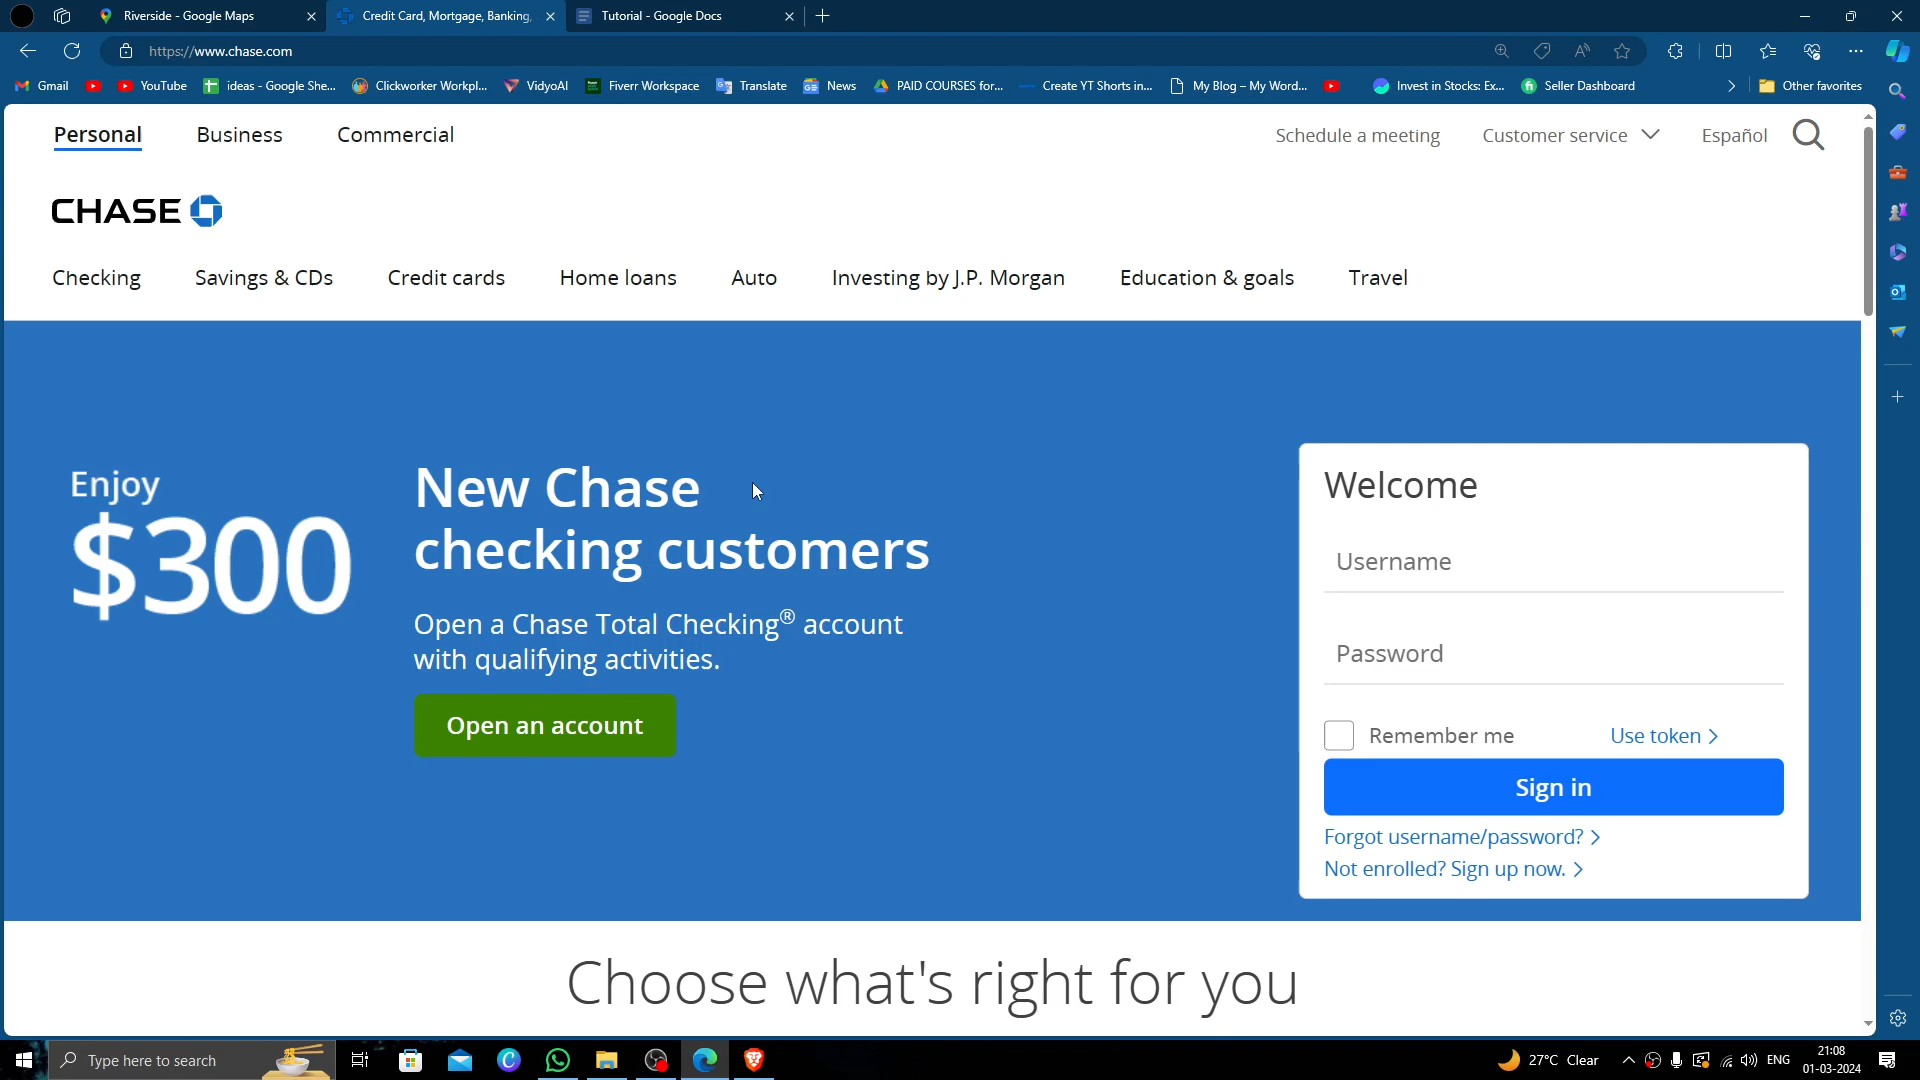 Riverside - Google Maps
Credit Card, Mortgage, Banking,
Tutorial - Google Docs
https://www.chase.com
Gmail
YouTube
ideas - Google She...
Clickworker Workpl...
VidyoAI
Fiverr Workspace
Translate
News
PAID COURSES for...
Create YT Shorts in...
My Blog – My Word...
Invest in Stocks: Ex...
Seller Dashboard
Other favorites
Personal
Business
Commercial
Schedule a meeting
Customer service
Español
CHASE
Checking
Savings & CDs
Credit cards
Home loans
Auto
Investing by J.P. Morgan
Education & goals
Travel
Enjoy
$300
New Chase
checking customers
Open a Chase Total Checking® account
with qualifying activities.
Open an account
Welcome
Username
Password
Remember me
Use token
Sign in
Forgot username/password?
Not enrolled? Sign up now.
Choose what's right for you
Type here to search
27°C Clear
ENG
21:08
01-03-2024